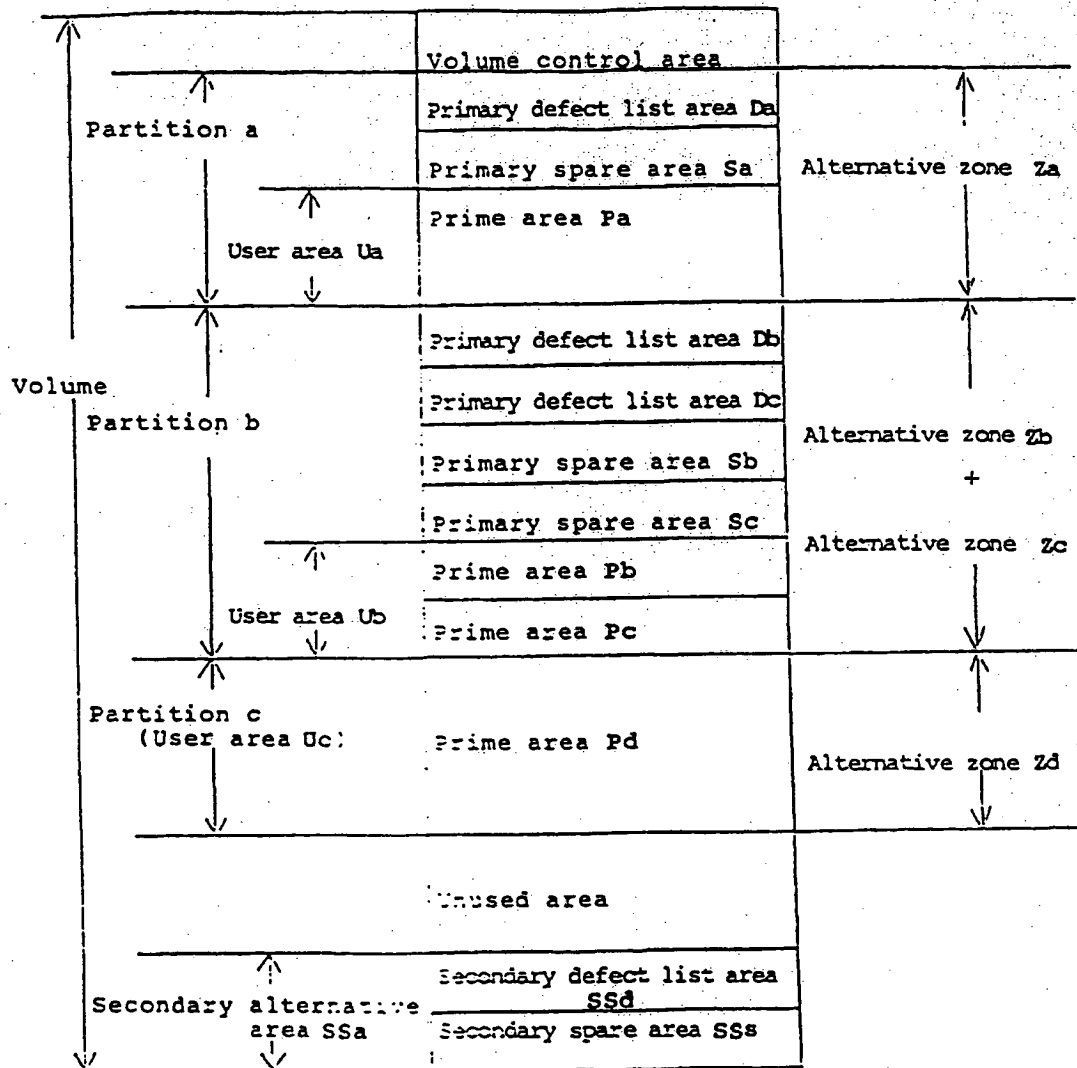 Volume control area
Primary defect list area Da
Partition a
Primary spare area Sa
Alternative zone Za
Prime area Pa
User area Ua
Primary defect list area Db
Volume
Primary defect list area Dc
Partition b
Alternative zone Zb
Primary spare area Sb
+
Primary spare area Sc
Alternative zone Zc
Prime area Pb
User area Ub
Prime area Pc
Partition c
(User area Uc)
Prime area Pd
Alternative zone Zd
Unused area
Secondary defect list area
SSd
Secondary alternative
area SSa
Secondary spare area SSs